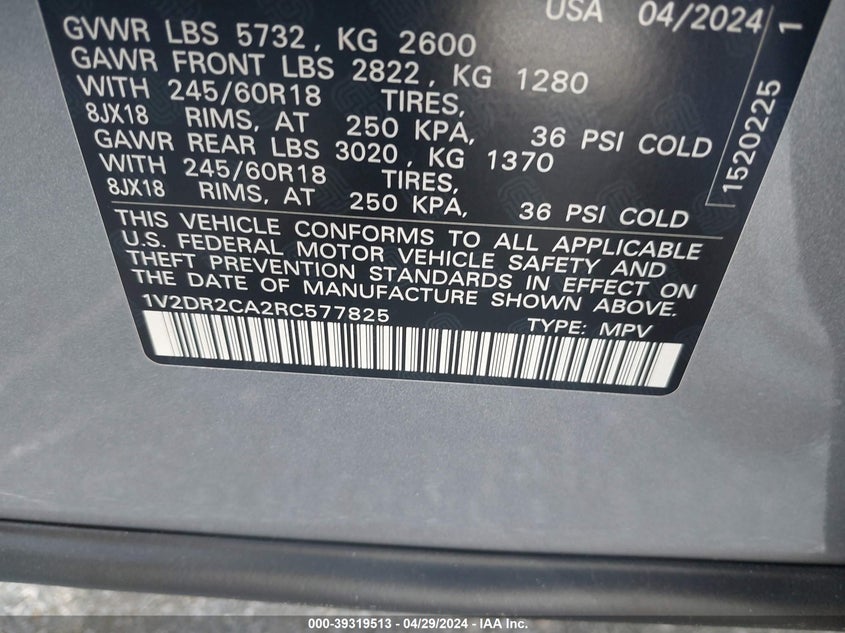 USA 04/2024
GVWR LBS 5732, KG 2600
GAWR FRONT LBS 2822, KG 1280
WITH 245/60R18 TIRES,
8JX18 RIMS, AT 250 KPA, 36 PSI COLD
GAWR REAR LBS 3020, KG 1370
WITH 245/60R18 TIRES,
8JX18 RIMS, AT 250 KPA, 36 PSI COLD
1520225 1
THIS VEHICLE CONFORMS TO ALL APPLICABLE
U.S. FEDERAL MOTOR VEHICLE SAFETY AND
THEFT PREVENTION STANDARDS IN EFFECT ON
THE DATE OF MANUFACTURE SHOWN ABOVE.
1V2DR2CA2RC577825 TYPE: MPV
000-39319513 - 04/29/2024 - IAA Inc.